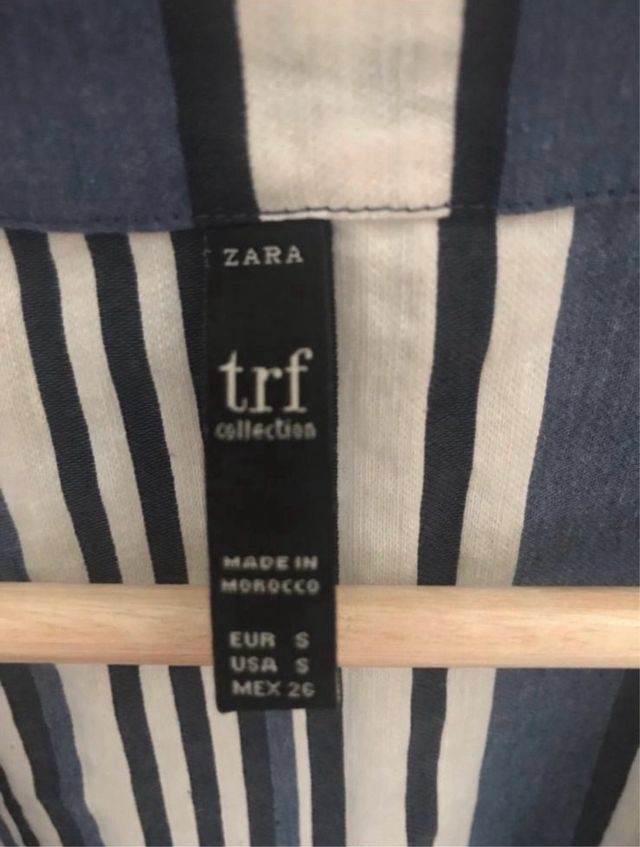 ZARA
trf
collection
MADE IN
MOROCCO
EUR S
USA S
MEX 26